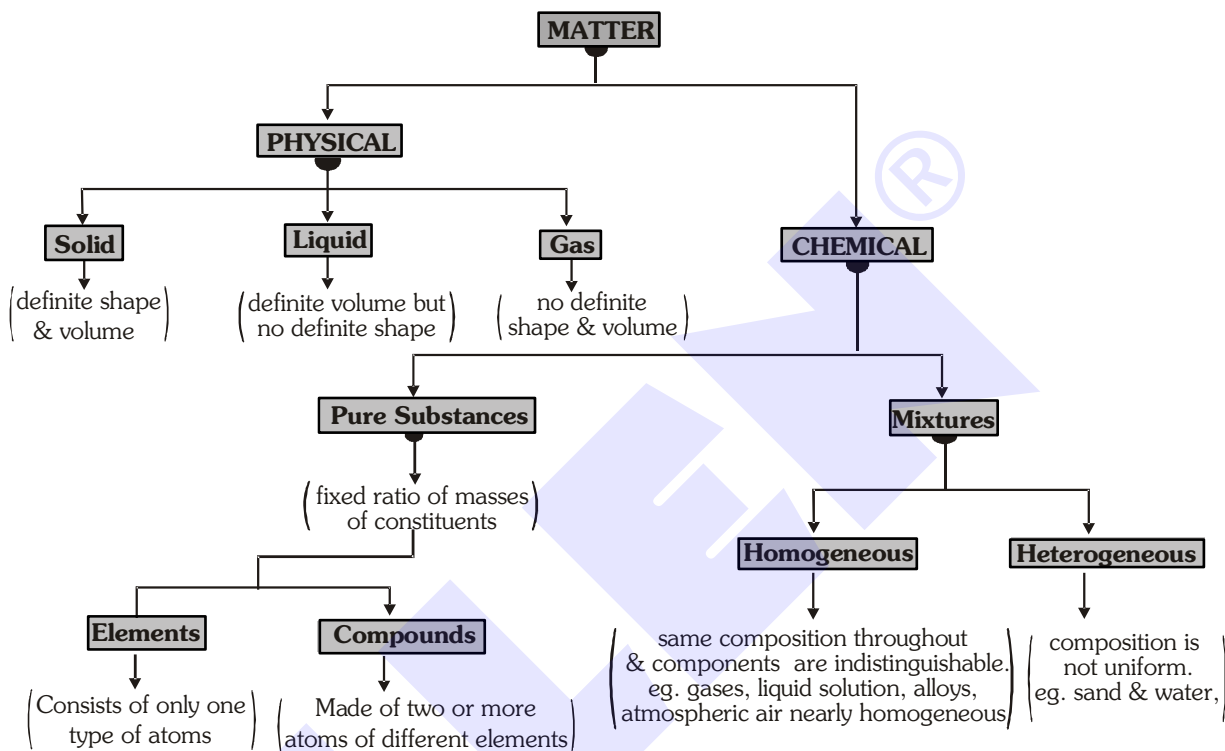 MATTER
PHYSICAL
Solid
Liquid
Gas
CHEMICAL
(definite shape
& volume)
(definite volume but
no definite shape)
(no definite
shape & volume)
Pure Substances
Mixtures
(fixed ratio of masses
of constituents)
Homogeneous
Heterogeneous
Elements
Compounds
(same composition throughout
& components are indistinguishable.
eg. gases, liquid solution, alloys,
atmospheric air nearly homogeneous)
(composition is
not uniform.
eg. sand & water,)
(Consists of only one
type of atoms)
(Made of two or more
atoms of different elements)
LEN®